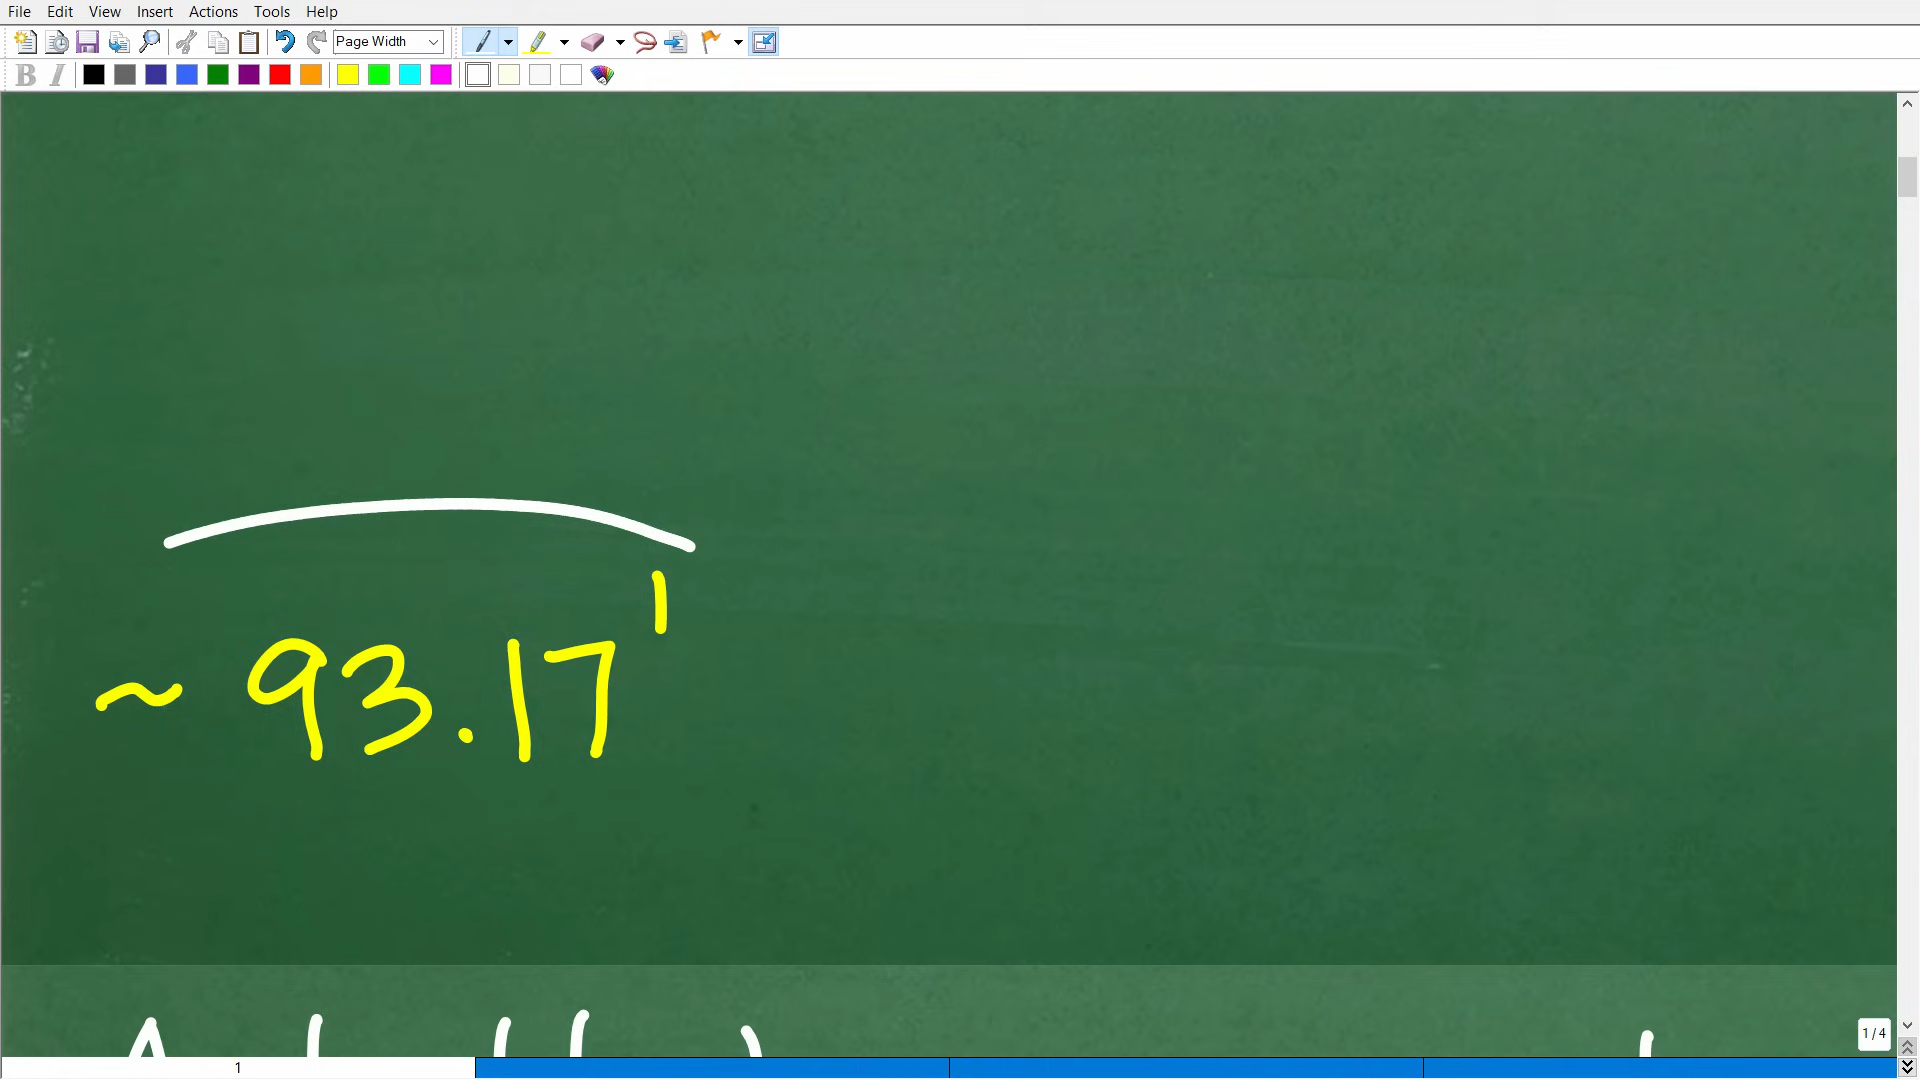 File Edit View Insert Actions Tools Help
Page Width
B I
~ 93.17'
1 / 4
1